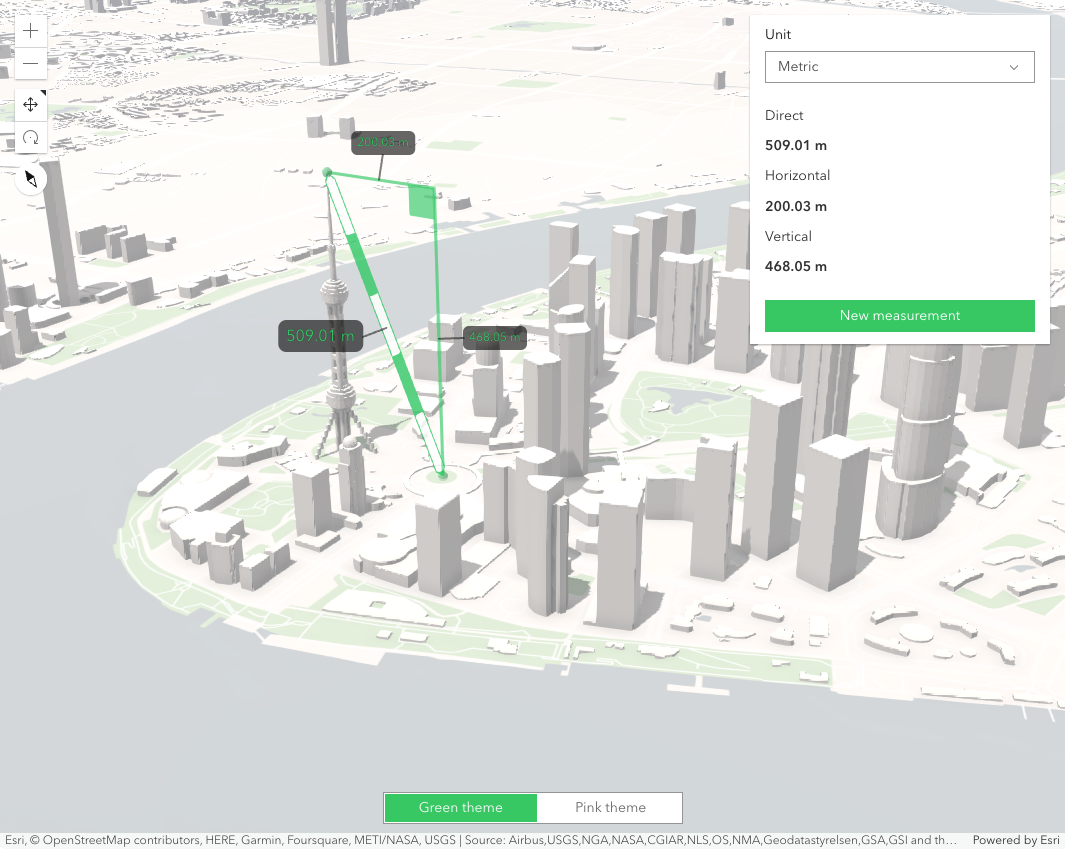 Unit
Metric
Direct
509.01 m
Horizontal
200.03 m
Vertical
468.05 m
New measurement
200.03 m
509.01 m
468.05 m
Green theme
Pink theme
Esri, © OpenStreetMap contributors, HERE, Garmin, Foursquare, METI/NASA, USGS | Source: Airbus,USGS,NGA,NASA,CGIAR,NLS,OS,NMA,Geodatastyrelsen,GSA,GSI and th…
Powered by Esri